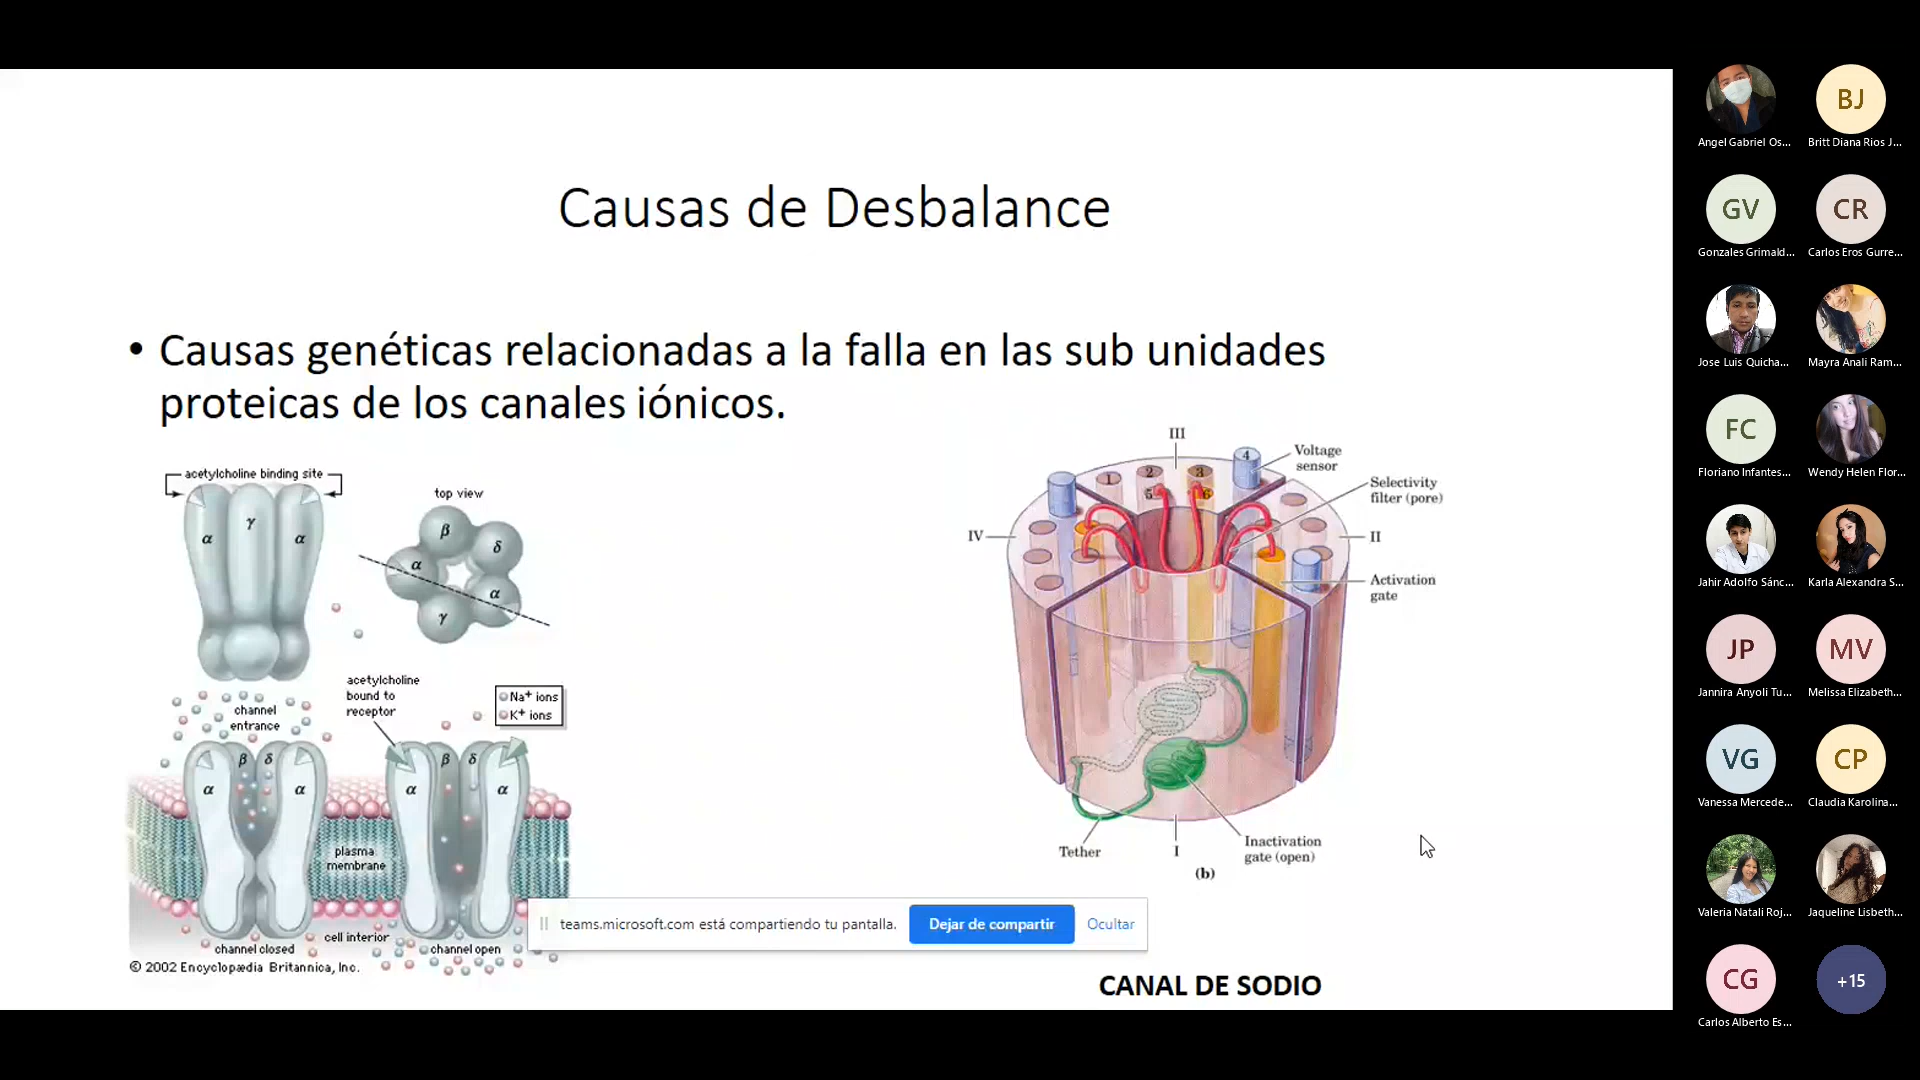 Causas de Desbalance
• Causas genéticas relacionadas a la falla en las sub unidades
proteicas de los canales iónicos.
acetylcholine binding site
γ
α
α
top view
β
δ
α
α
γ
acetylcholine
bound to
receptor
Na⁺ ions
K⁺ ions
channel
entrance
β
δ
α
α
β
δ
α
α
plasma
membrane
cell interior
channel closed
channel open
© 2002 Encyclopædia Britannica, Inc.
III
Voltage
sensor
Selectivity
filter (pore)
IV
II
1
2
3
4
5
6
Activation
gate
Tether
I
Inactivation
gate (open)
(b)
CANAL DE SODIO
teams.microsoft.com está compartiendo tu pantalla.
Dejar de compartir
Ocultar
Angel Gabriel Os...
BJ
Britt Diana Rios J...
GV
Gonzales Grimald...
CR
Carlos Eros Gurre...
Jose Luis Quicha...
Mayra Anali Ram...
FC
Floriano Infantes...
Wendy Helen Flor...
Jahir Adolfo Sánc...
Karla Alexandra S...
JP
Jannira Anyoli Tu...
MV
Melissa Elizabeth...
VG
Vanessa Mercede...
CP
Claudia Karolina...
Valeria Natali Roj...
Jaqueline Lisbeth...
CG
Carlos Alberto Es...
+15